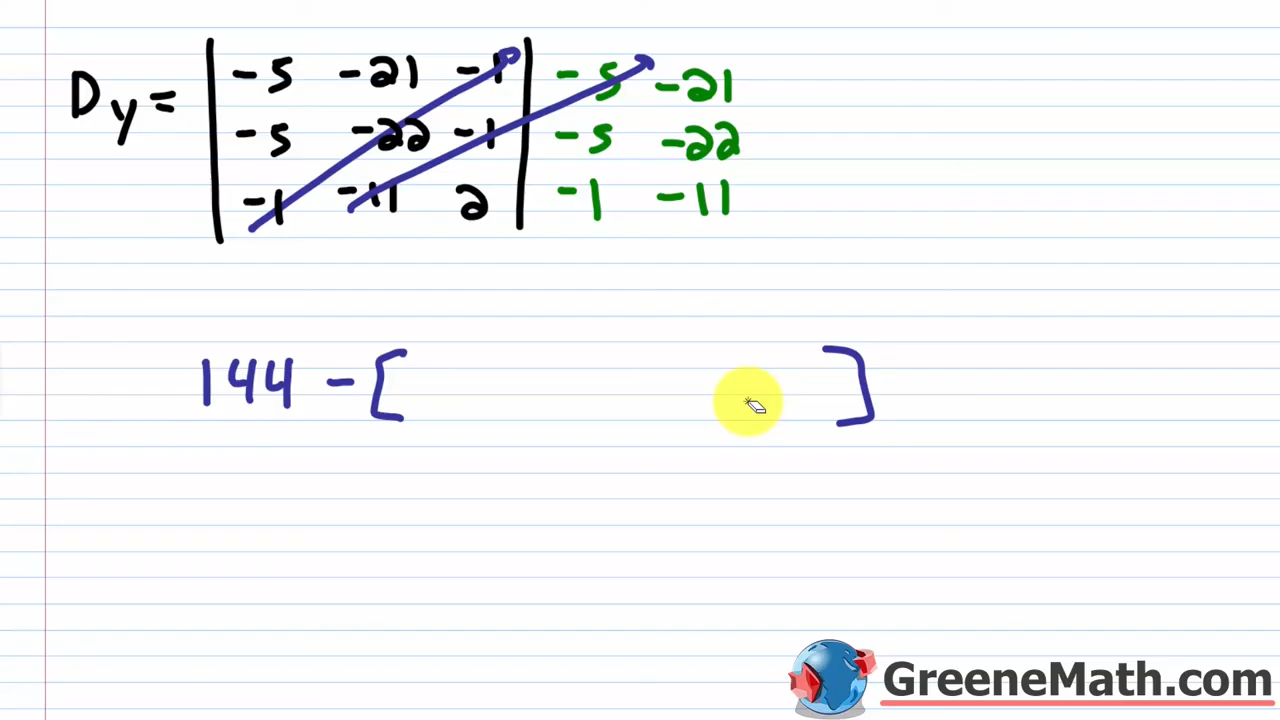 -5 -21 -1 -5 -21
Dy = -5 -22 -1 -5 -22
-1 -11 2 -1 -11
144 - [ ]
GreeneMath.com